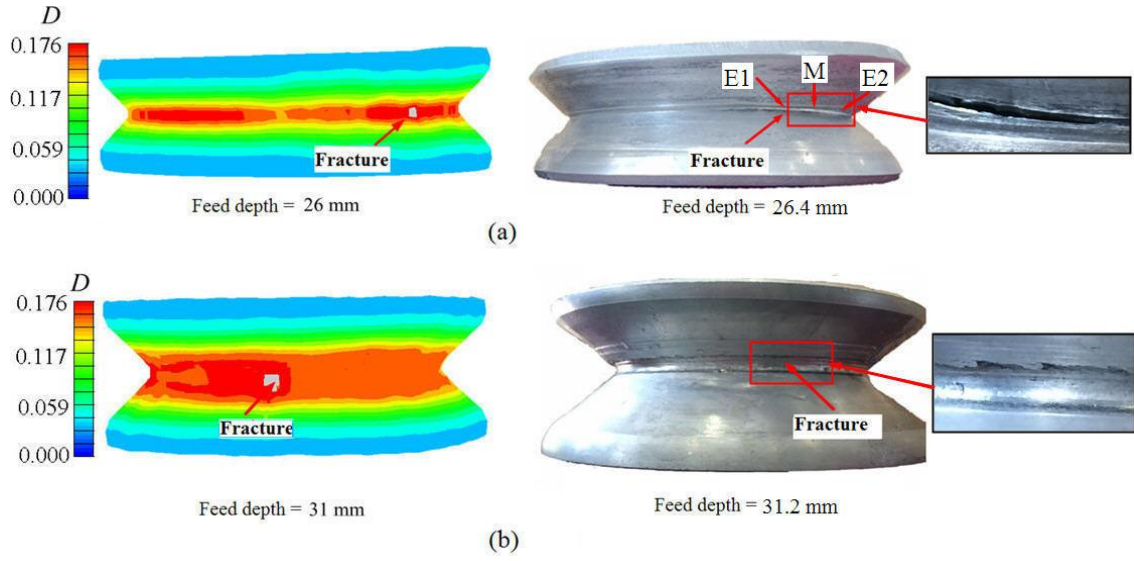 D
0.176
0.117
0.059
0.000
Fracture
Feed depth = 26 mm
E1
M
E2
Fracture
Feed depth = 26.4 mm
(a)
D
0.176
0.117
0.059
0.000
Fracture
Feed depth = 31 mm
Fracture
Feed depth = 31.2 mm
(b)